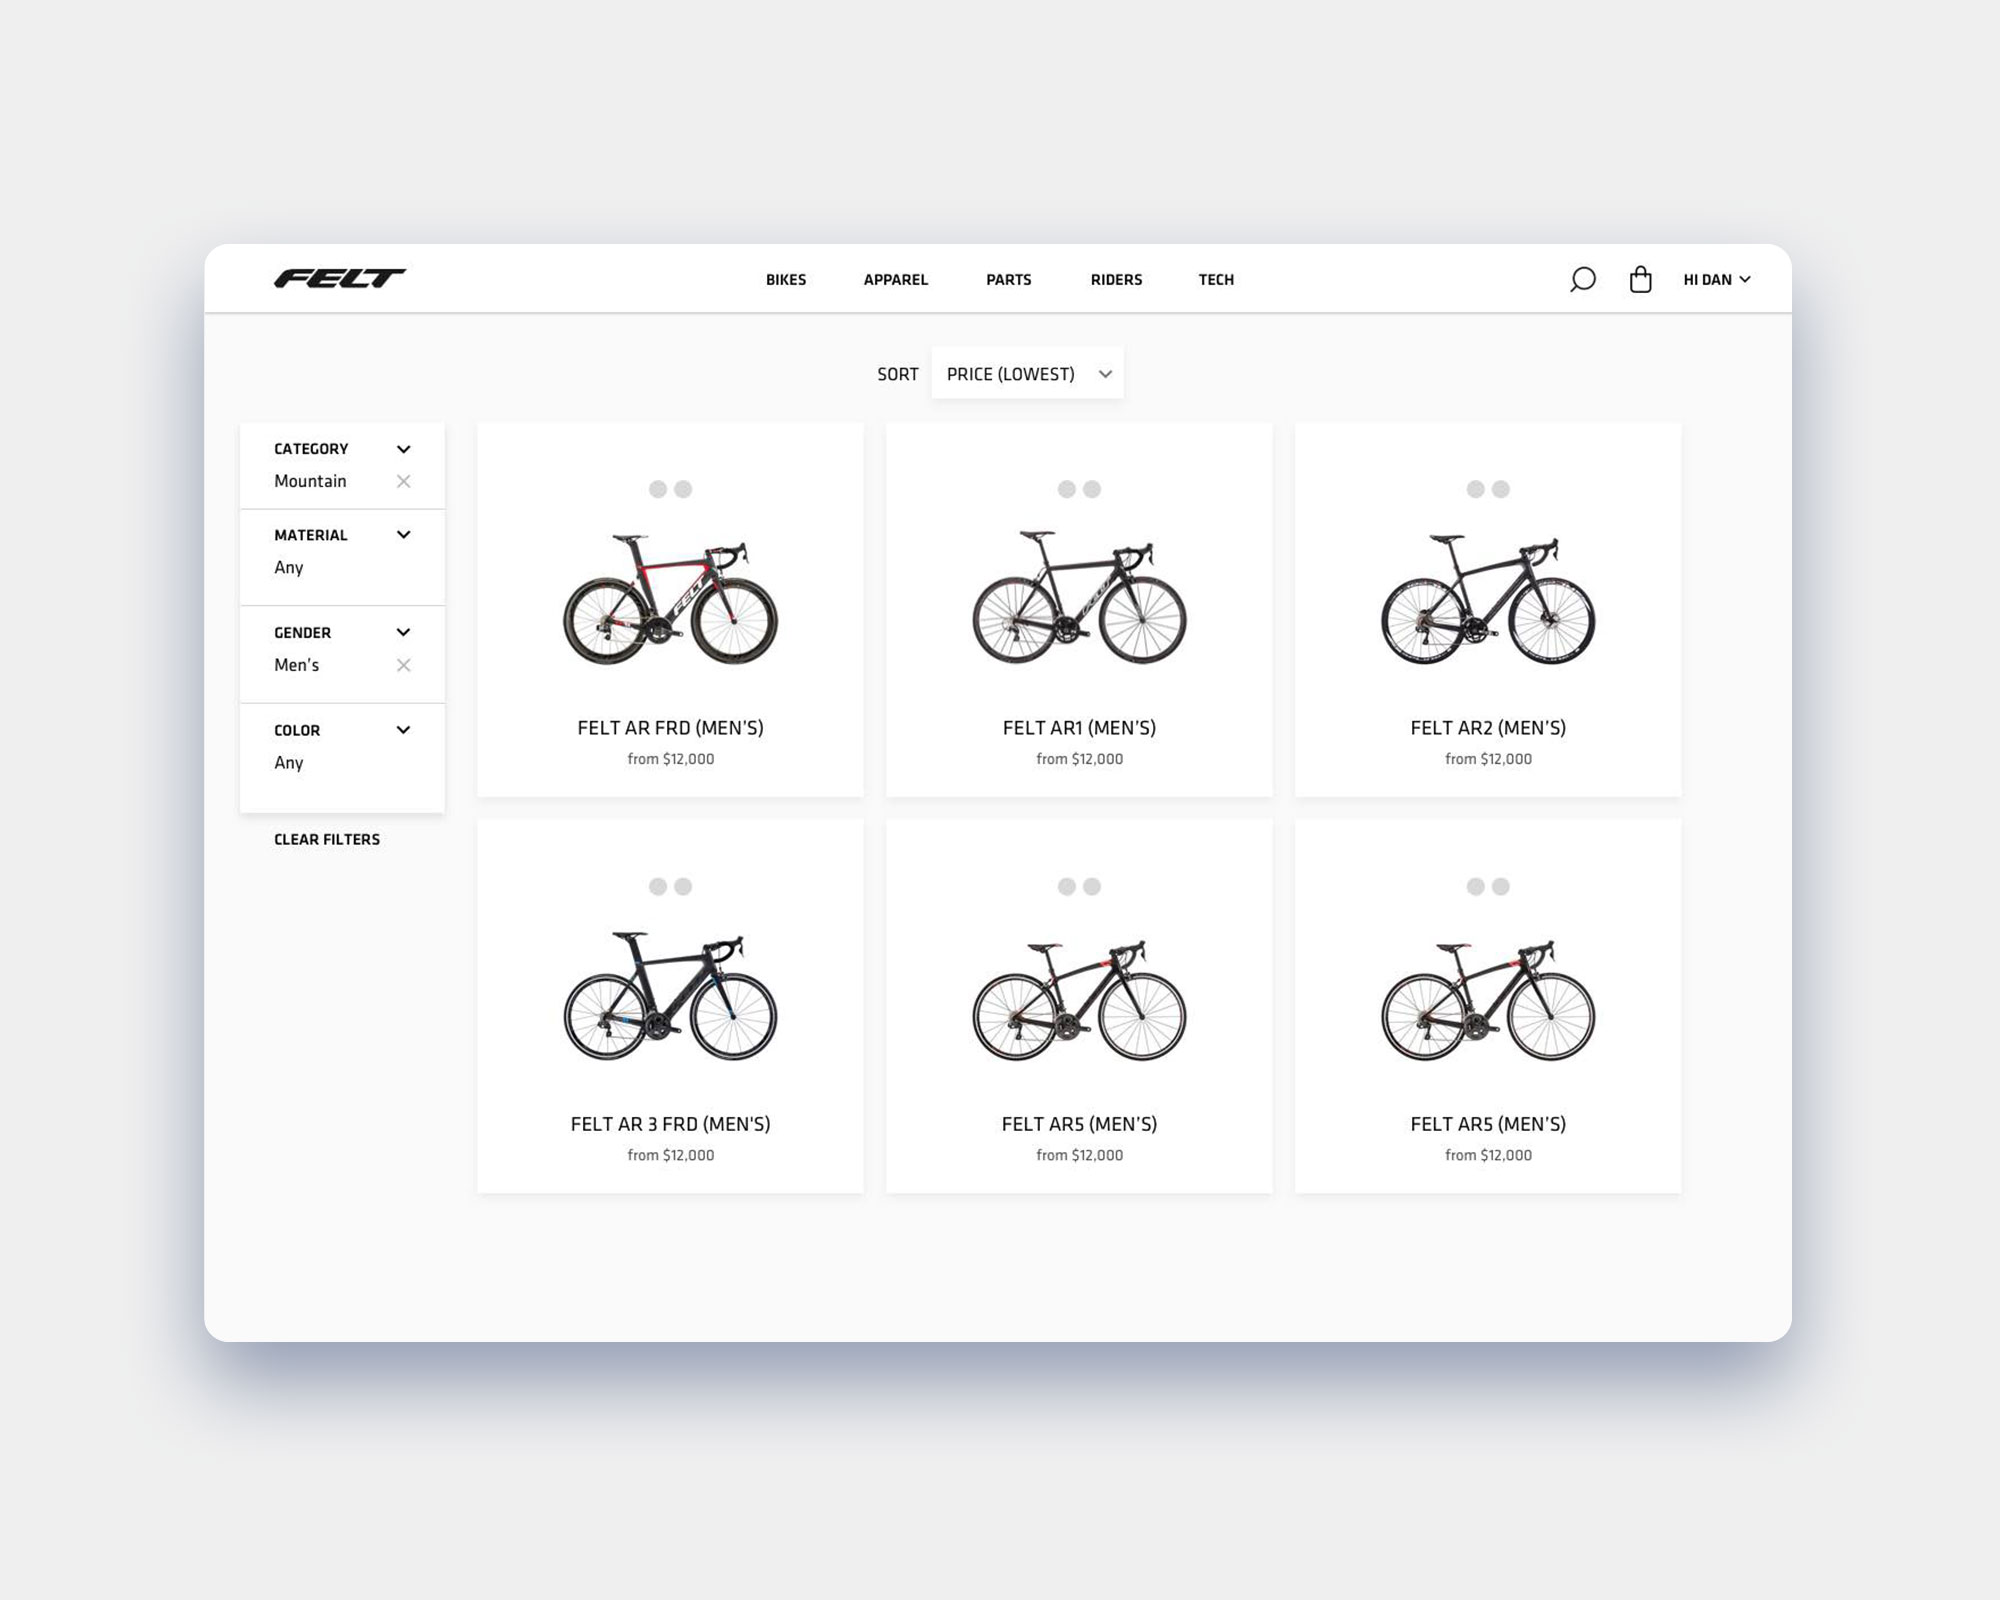 FELT
BIKES APPAREL PARTS RIDERS TECH
HI DAN
SORT PRICE (LOWEST)
CATEGORY
Mountain
MATERIAL
Any
GENDER
Men's
COLOR
Any
CLEAR FILTERS
FELT
FELT AR FRD (MEN'S)
from $12,000
FELT AR1 (MEN'S)
from $12,000
FELT AR2 (MEN'S)
from $12,000
FELT AR 3 FRD (MEN'S)
from $12,000
FELT AR5 (MEN'S)
from $12,000
FELT AR5 (MEN'S)
from $12,000